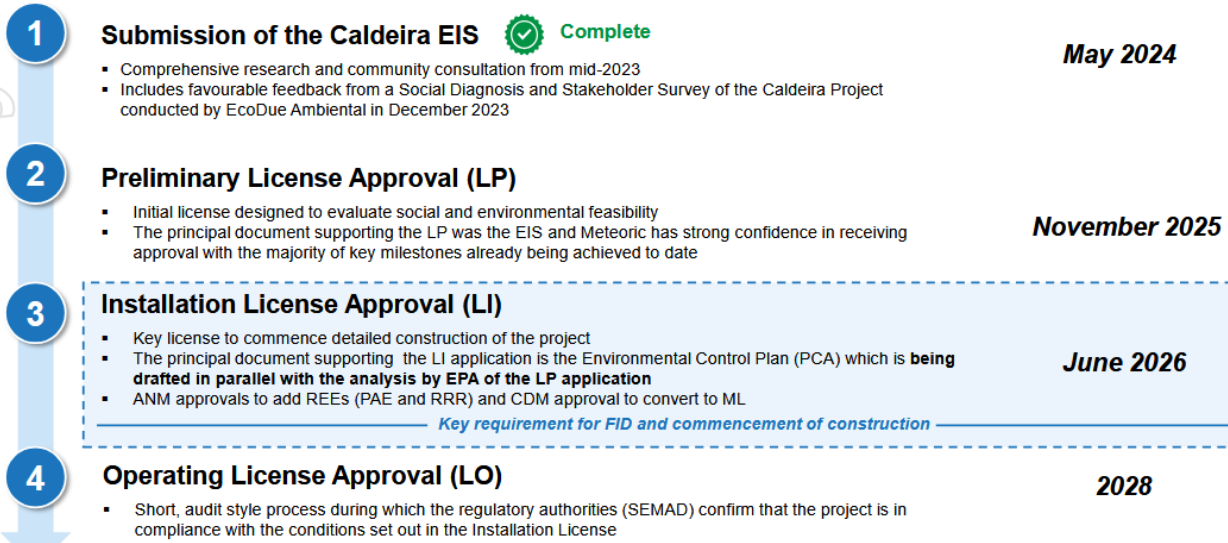 1
Submission of the Caldeira EIS
Complete
May 2024
▪ Comprehensive research and community consultation from mid-2023
▪ Includes favourable feedback from a Social Diagnosis and Stakeholder Survey of the Caldeira Project
conducted by EcoDue Ambiental in December 2023
2
Preliminary License Approval (LP)
▪ Initial license designed to evaluate social and environmental feasibility
▪ The principal document supporting the LP was the EIS and Meteoric has strong confidence in receiving
approval with the majority of key milestones already being achieved to date
November 2025
3
Installation License Approval (LI)
▪ Key license to commence detailed construction of the project
▪ The principal document supporting the LI application is the Environmental Control Plan (PCA) which is being
drafted in parallel with the analysis by EPA of the LP application
▪ ANM approvals to add REEs (PAE and RRR) and CDM approval to convert to ML
June 2026
Key requirement for FID and commencement of construction
4
Operating License Approval (LO)
▪ Short, audit style process during which the regulatory authorities (SEMAD) confirm that the project is in
compliance with the conditions set out in the Installation License
2028